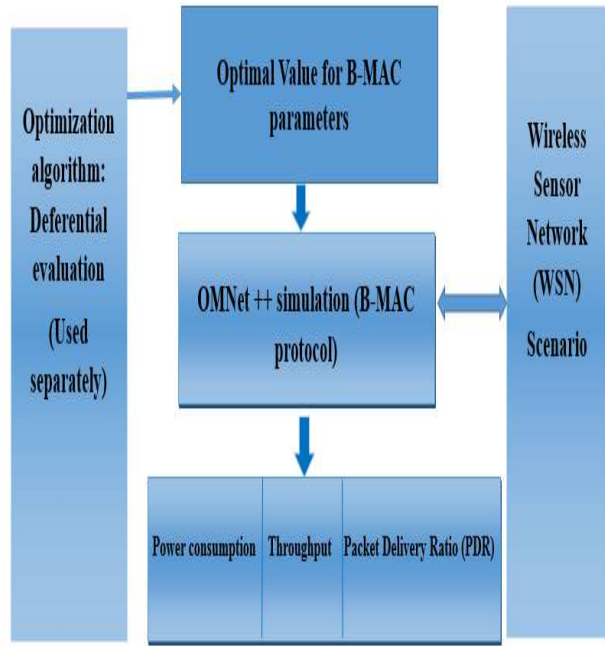 Optimization
algorithm:
Deferential
evaluation
(Used
separately)
Optimal Value for B-MAC
parameters
OMNet ++ simulation (B-MAC
protocol)
Power consumption
Throughput
Packet Delivery Ratio (PDR)
Wireless
Sensor
Network
(WSN)
Scenario